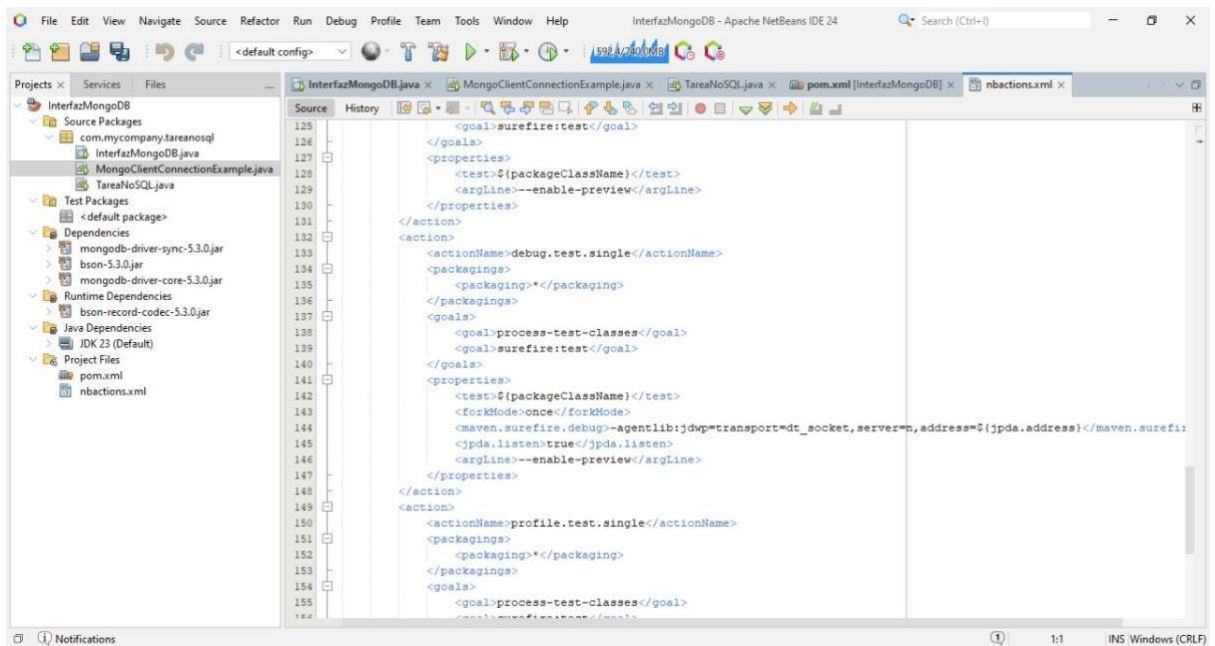 File Edit View Navigate Source Refactor Run Debug Profile Team Tools Window Help InterfazMongoDB - Apache NetBeans IDE 24 Search (Ctrl+I)
<default config> 592.4/740.0MB
Projects Services Files
InterfazMongoDB.java MongoClientConnectionExample.java TareaNoSQL.java pom.xml [InterfazMongoDB] nbactions.xml
Source History
InterfazMongoDB
Source Packages
com.mycompany.tareanosql
InterfazMongoDB.java
MongoClientConnectionExample.java
TareaNoSQL.java
Test Packages
<default package>
Dependencies
mongodb-driver-sync-5.3.0.jar
bson-5.3.0.jar
mongodb-driver-core-5.3.0.jar
Runtime Dependencies
bson-record-codec-5.3.0.jar
Java Dependencies
JDK 23 (Default)
Project Files
pom.xml
nbactions.xml
125 <goal>surefire:test</goal>
126 </goals>
127 <properties>
128 <test>${packageClassName}</test>
129 <argLine>--enable-preview</argLine>
130 </properties>
131 </action>
132 <action>
133 <actionName>debug.test.single</actionName>
134 <packagings>
135 <packaging>*</packaging>
136 </packagings>
137 <goals>
138 <goal>process-test-classes</goal>
139 <goal>surefire:test</goal>
140 </goals>
141 <properties>
142 <test>${packageClassName}</test>
143 <forkMode>once</forkMode>
144 <maven.surefire.debug>-agentlib:jdwp=transport=dt_socket,server=n,address=${jpda.address}</maven.surefi
145 <jpda.listen>true</jpda.listen>
146 <argLine>--enable-preview</argLine>
147 </properties>
148 </action>
149 <action>
150 <actionName>profile.test.single</actionName>
151 <packagings>
152 <packaging>*</packaging>
153 </packagings>
154 <goals>
155 <goal>process-test-classes</goal>
156 <goal>surefire:test</goal>
Notifications 1 1:1 INS Windows (CRLF)